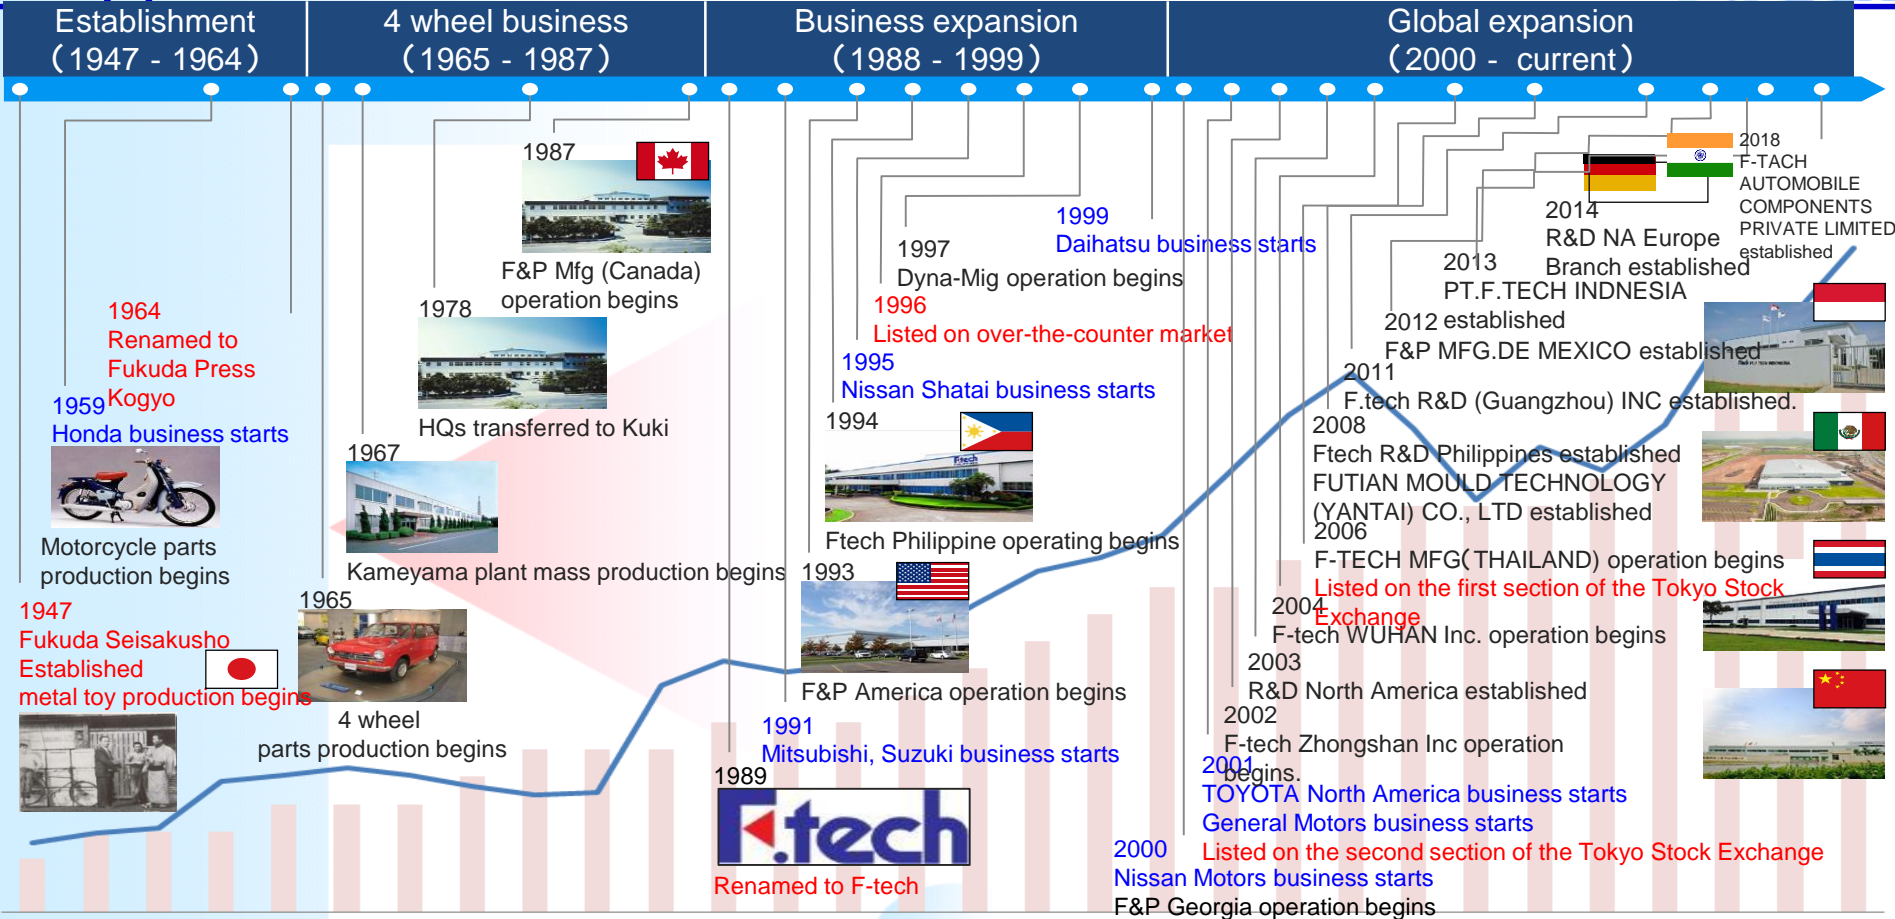 Establishment
(1947 - 1964)
4 wheel business
(1965 - 1987)
Business expansion
(1988 - 1999)
Global expansion
(2000 - current)
1947
Fukuda Seisakusho
Established
metal toy production begins
Motorcycle parts
production begins
1959
Honda business starts
1964
Renamed to
Fukuda Press
Kogyo
1965
4 wheel
parts production begins
1967
Kameyama plant mass production begins
1978
HQs transferred to Kuki
1987
F&P Mfg (Canada)
operation begins
1989
F.tech
Renamed to F-tech
1991
Mitsubishi, Suzuki business starts
1993
F&P America operation begins
1994
F.tech
Ftech Philippine operating begins
1995
Nissan Shatai business starts
1996
Listed on over-the-counter market
1997
Dyna-Mig operation begins
1999
Daihatsu business starts
2000
Nissan Motors business starts
F&P Georgia operation begins
2001
TOYOTA North America business starts
General Motors business starts
Listed on the second section of the Tokyo Stock Exchange
2002
F-tech Zhongshan Inc operation
begins.
2003
R&D North America established
2004
F-tech WUHAN Inc. operation begins
2006
F-TECH MFG(THAILAND) operation begins
Listed on the first section of the Tokyo Stock
Exchange
2008
Ftech R&D Philippines established
FUTIAN MOULD TECHNOLOGY
(YANTAI) CO., LTD established
2011
F.tech R&D (Guangzhou) INC established.
2012
F&P MFG.DE MEXICO established
2013
PT.F.TECH INDNESIA
established
2014
R&D NA Europe
Branch established
2018
F-TACH
AUTOMOBILE
COMPONENTS
PRIVATE LIMITED
established